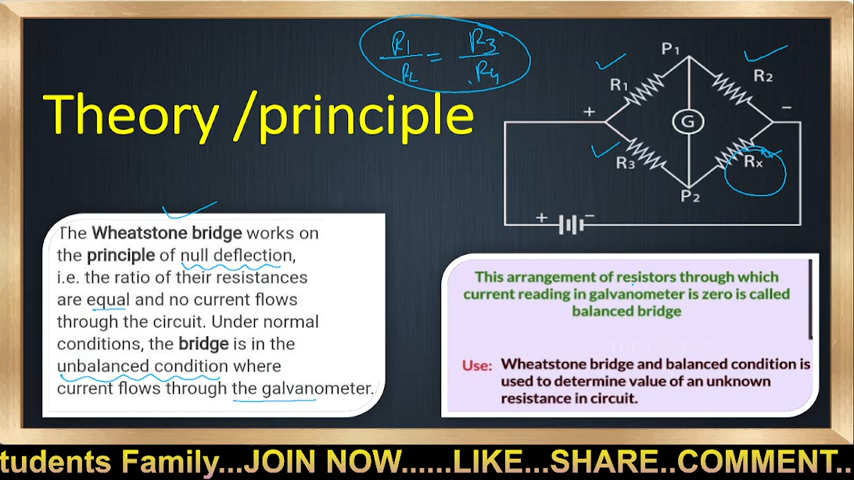 R1/R2 = R3/R4
Theory /principle
P1
R1
R2
+
−
G
R3
Rx
P2
+ −
The Wheatstone bridge works on
the principle of null deflection,
i.e. the ratio of their resistances
are equal and no current flows
through the circuit. Under normal
conditions, the bridge is in the
unbalanced condition where
current flows through the galvanometer.
This arrangement of resistors through which
current reading in galvanometer is zero is called
balanced bridge
Use: Wheatstone bridge and balanced condition is
used to determine value of an unknown
resistance in circuit.
tudents Family...JOIN NOW......LIKE...SHARE..COMMENT..